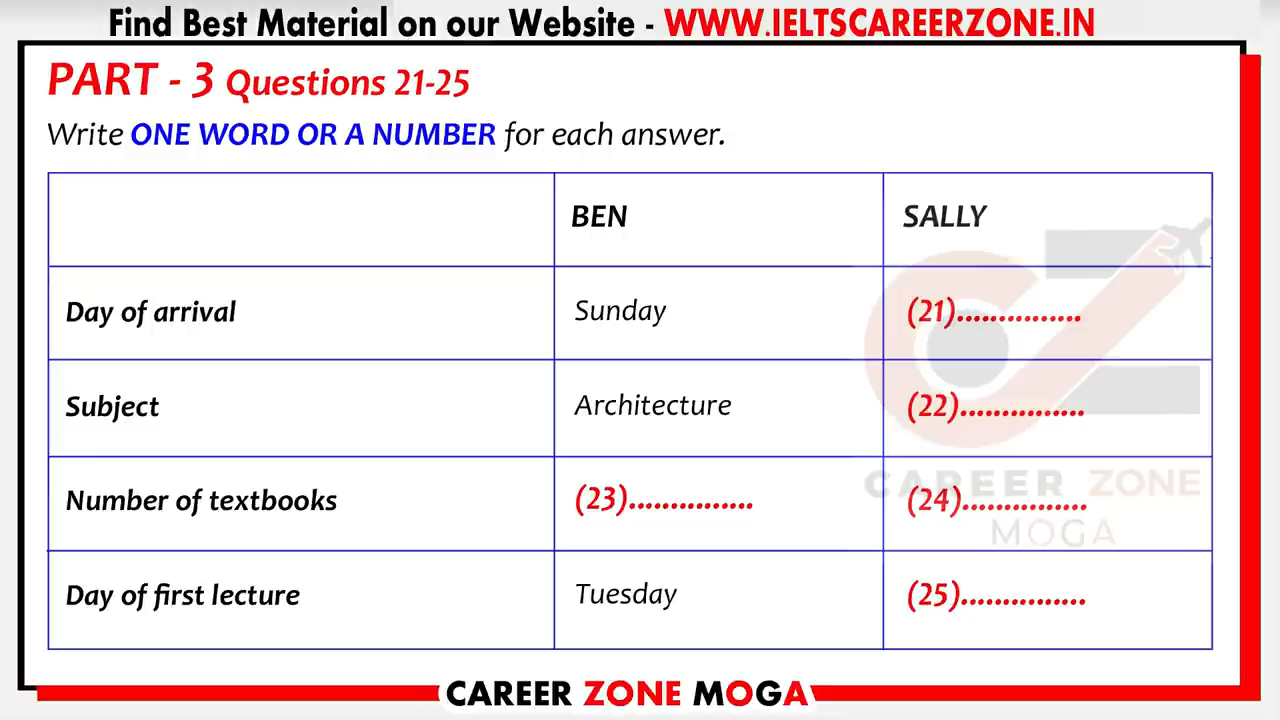 Find Best Material on our Website - WWW.IELTSCAREERZONE.IN
PART - 3 Questions 21-25
Write ONE WORD OR A NUMBER for each answer.
BEN SALLY
Day of arrival Sunday (21)...............
Subject Architecture (22)...............
Number of textbooks (23)............... (24)...............
Day of first lecture Tuesday (25)...............
CAREER ZONE
MOGA
CAREER ZONE MOGA